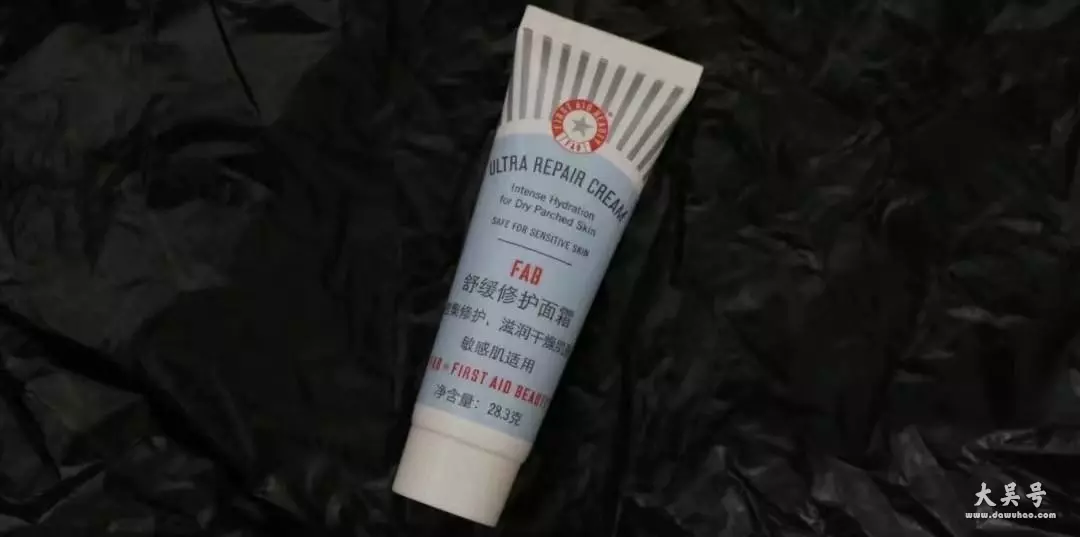 FIRST AID BEAUTY
ULTRA REPAIR CREAM
Intense Hydration
for Dry Parched Skin
SAFE FOR SENSITIVE SKIN
FAB
舒缓修护面霜
修护、滋润干燥肌
敏感肌适用
FAB = FIRST AID BEAUTY
净含量：28.3克
大吴号
www.dawuhao.com